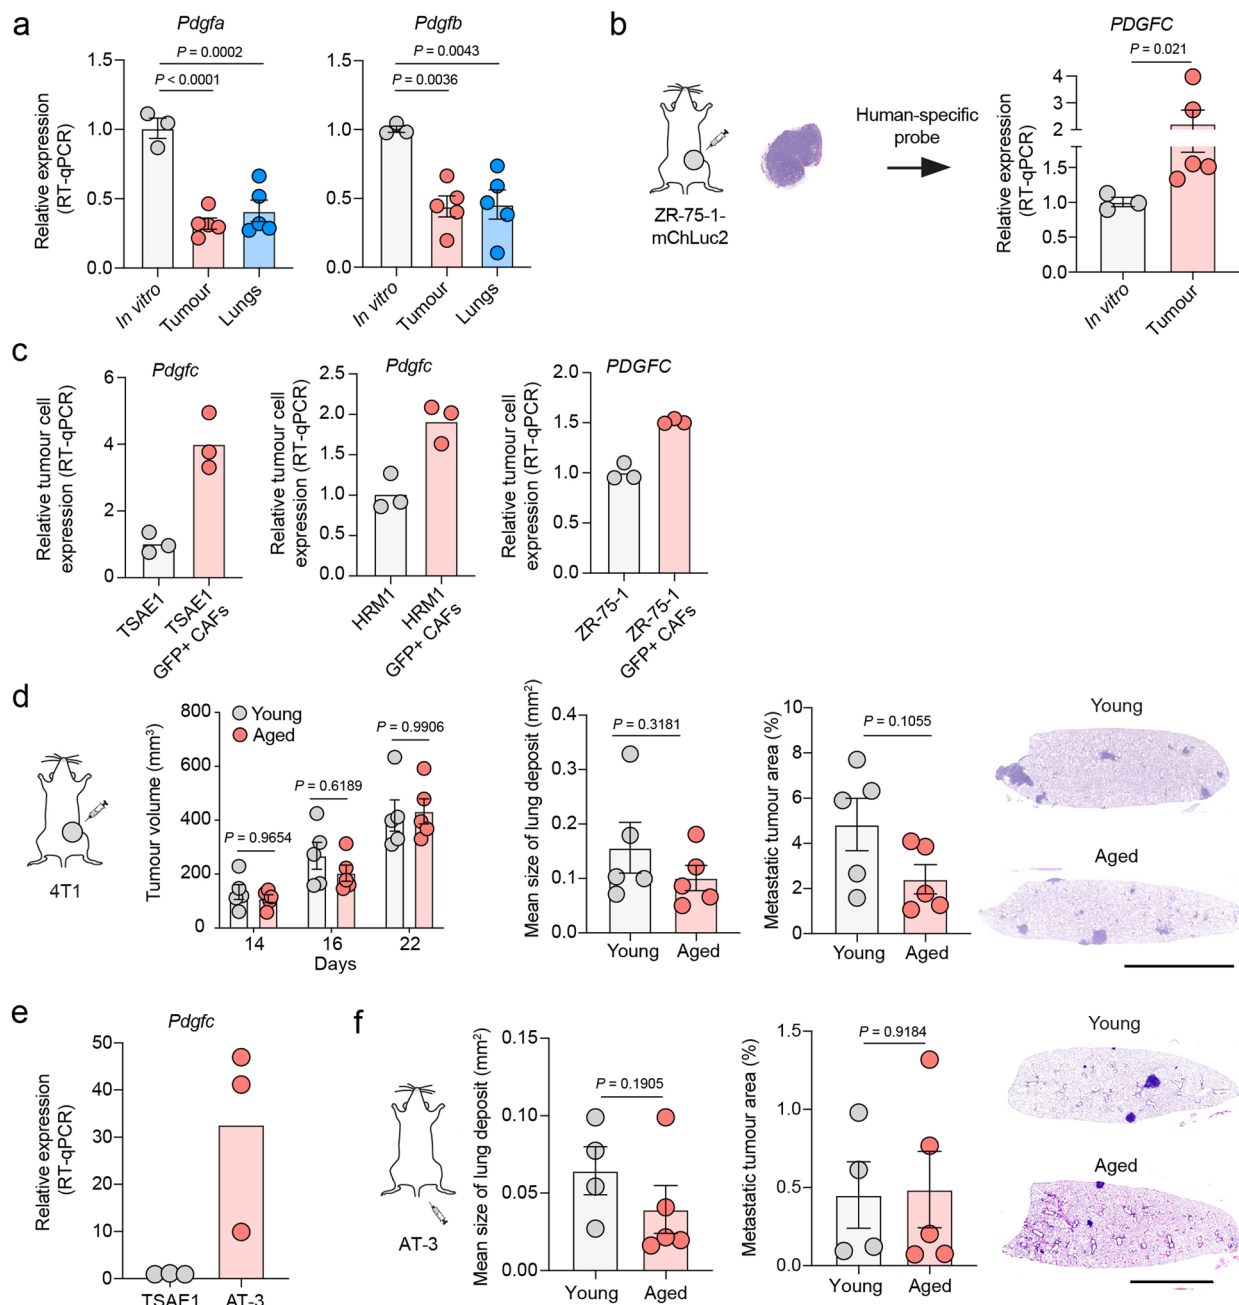 a
Pdgfa
P = 0.0002
P < 0.0001
Relative expression
(RT-qPCR)
1.5
1.0
0.5
0.0
In vitro
Tumour
Lungs
Pdgfb
P = 0.0043
P = 0.0036
1.5
1.0
0.5
0.0
In vitro
Tumour
Lungs
b
ZR-75-1-
mChLuc2
Human-specific
probe
PDGFC
P = 0.021
Relative expression
(RT-qPCR)
4
3
2
1.5
1.0
0.5
0.0
In vitro
Tumour
c
Pdgfc
Relative tumour cell
expression (RT-qPCR)
6
4
2
0
TSAE1
TSAE1
GFP+ CAFs
Pdgfc
Relative tumour cell
expression (RT-qPCR)
2.5
2.0
1.5
1.0
0.5
0.0
HRM1
HRM1
GFP+ CAFs
PDGFC
Relative tumour cell
expression (RT-qPCR)
2.0
1.5
1.0
0.5
0.0
ZR-75-1
ZR-75-1
GFP+ CAFs
d
4T1
Tumour volume (mm³)
800
600
400
200
0
Young
Aged
P = 0.9654
P = 0.6189
P = 0.9906
14
16
22
Days
Mean size of lung deposit (mm²)
0.4
0.3
0.2
0.1
0.0
P = 0.3181
Young
Aged
Metastatic tumour area (%)
10
8
6
4
2
0
P = 0.1055
Young
Aged
Young
Aged
e
Pdgfc
Relative expression
(RT-qPCR)
50
40
30
20
10
0
TSAE1
AT-3
f
AT-3
Mean size of lung deposit (mm²)
0.15
0.10
0.05
0.00
P = 0.1905
Young
Aged
Metastatic tumour area (%)
1.5
1.0
0.5
0.0
P = 0.9184
Young
Aged
Young
Aged